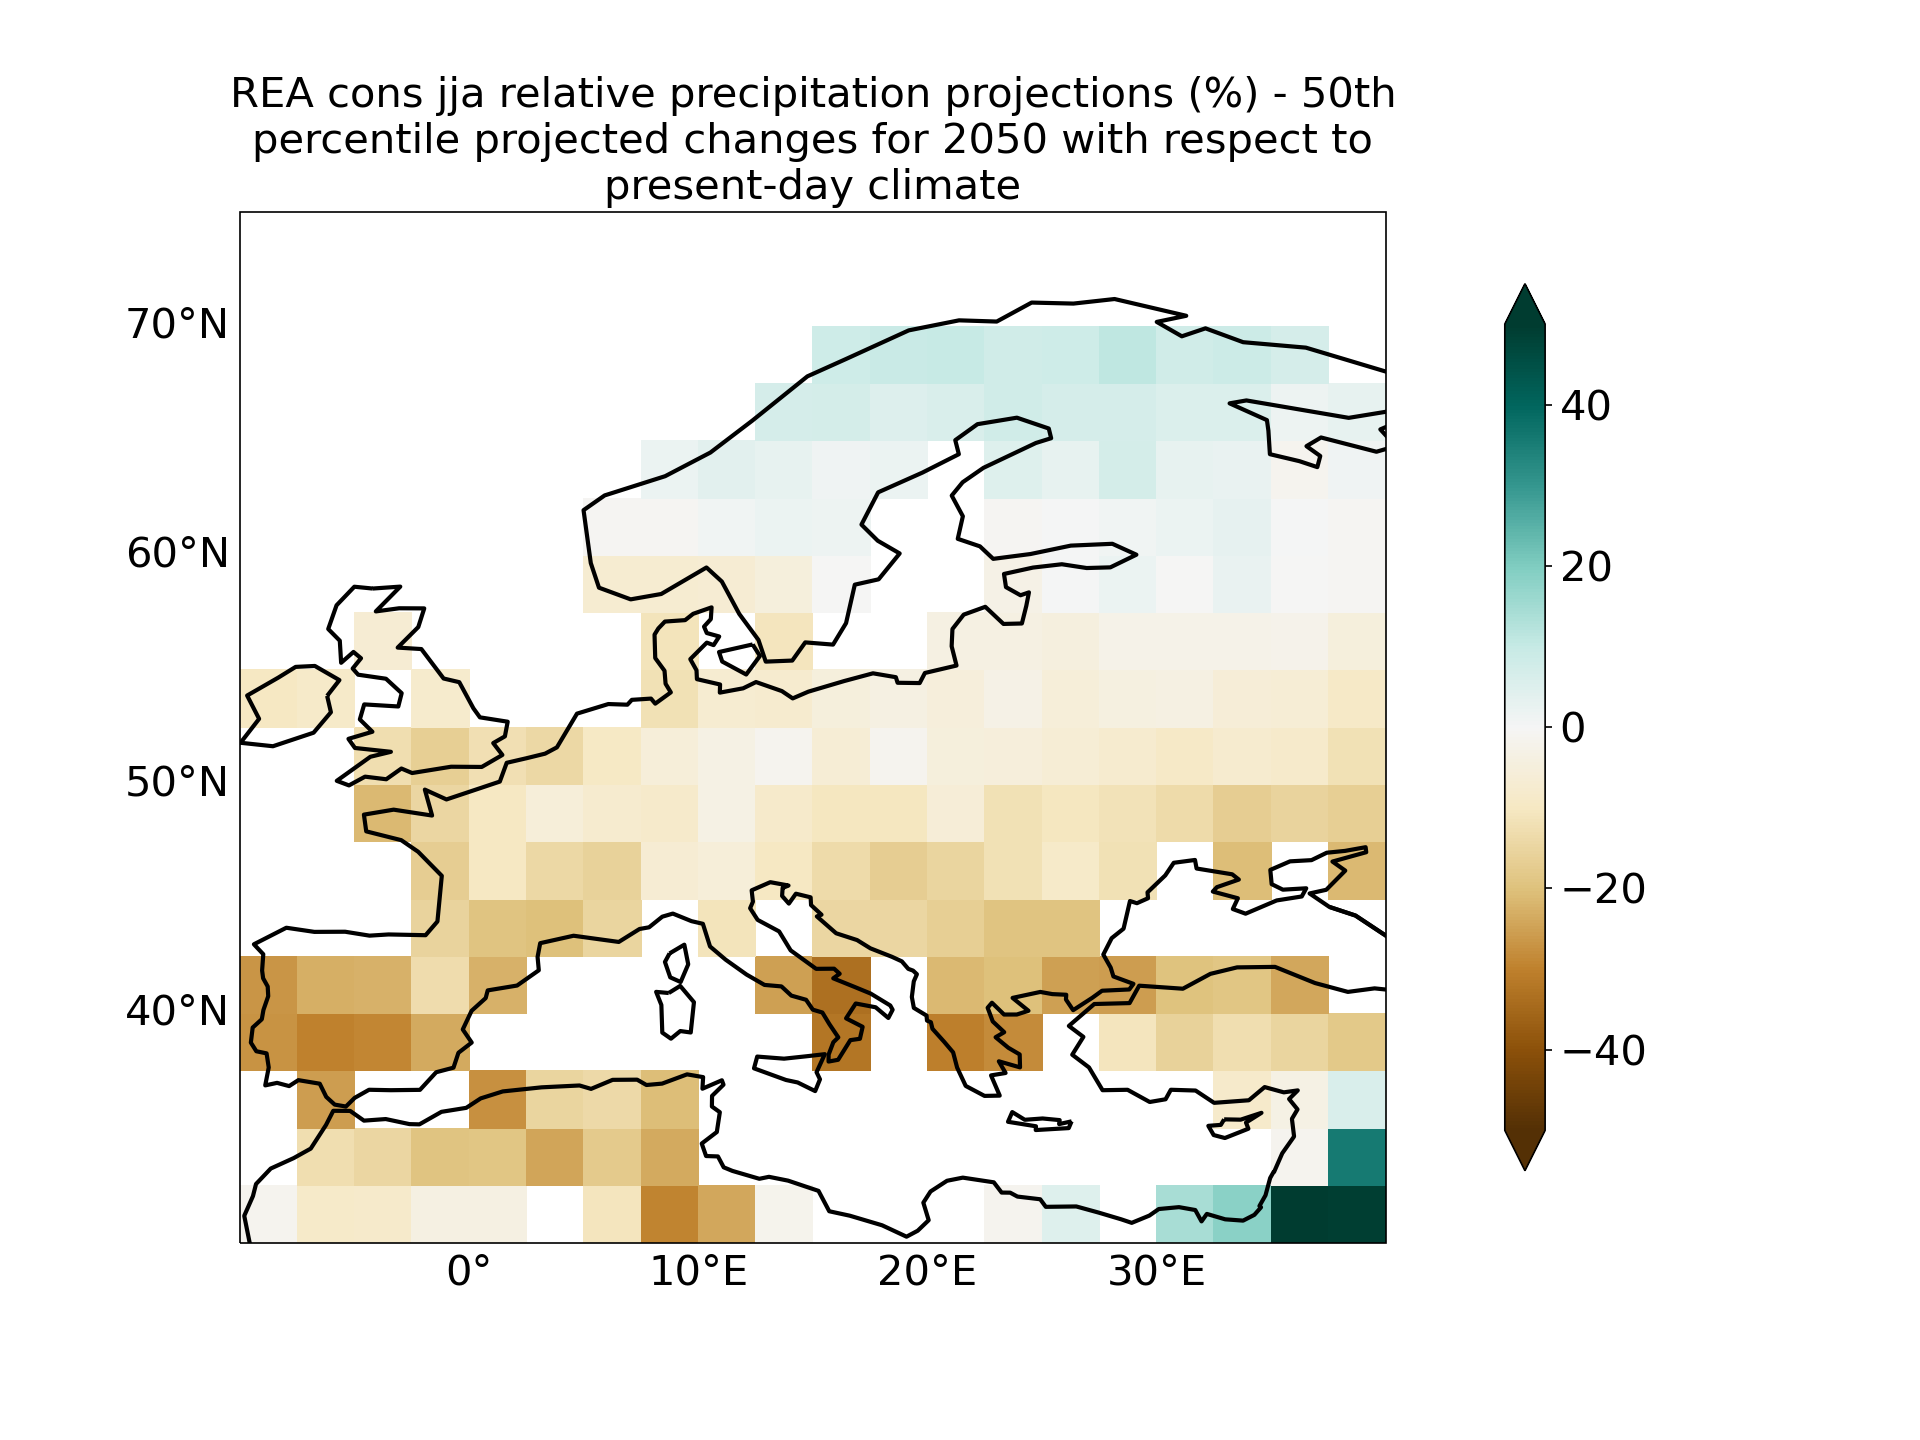 REA cons jja relative precipitation projections (%) - 50th
percentile projected changes for 2050 with respect to
present-day climate
70°N
60°N
50°N
40°N
0°
10°E
20°E
30°E
40
20
0
−20
−40